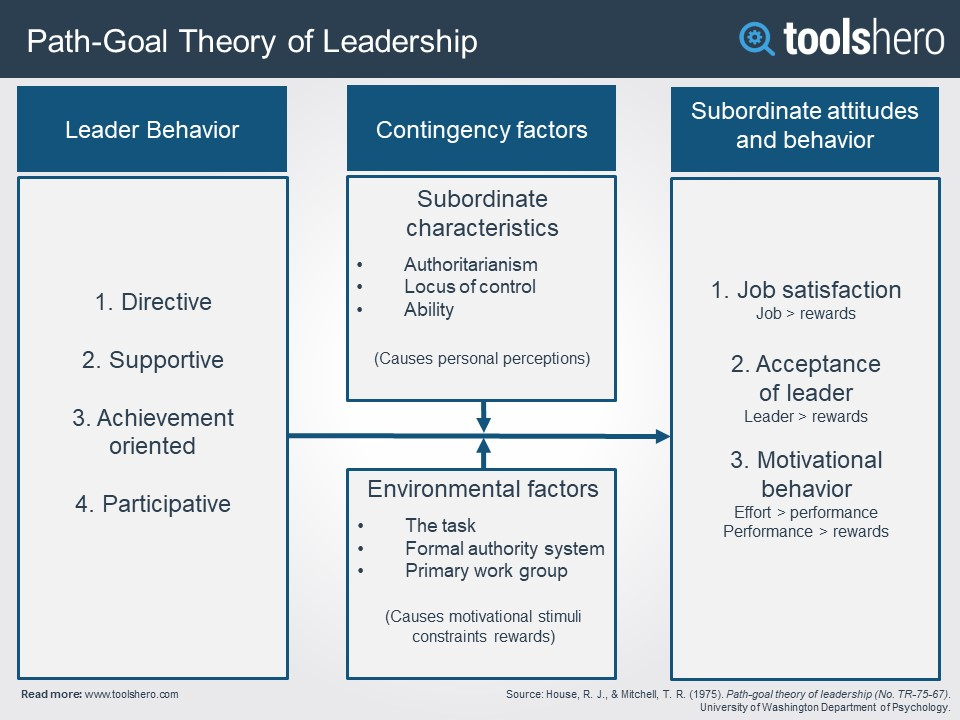 Path-Goal Theory of Leadership
toolshero
Leader Behavior
1. Directive
2. Supportive
3. Achievement
oriented
4. Participative
Contingency factors
Subordinate
characteristics
• Authoritarianism
• Locus of control
• Ability
(Causes personal perceptions)
Environmental factors
• The task
• Formal authority system
• Primary work group
(Causes motivational stimuli
constraints rewards)
Subordinate attitudes
and behavior
1. Job satisfaction
Job > rewards
2. Acceptance
of leader
Leader > rewards
3. Motivational
behavior
Effort > performance
Performance > rewards
Read more: www.toolshero.com
Source: House, R. J., & Mitchell, T. R. (1975). Path-goal theory of leadership (No. TR-75-67).
University of Washington Department of Psychology.